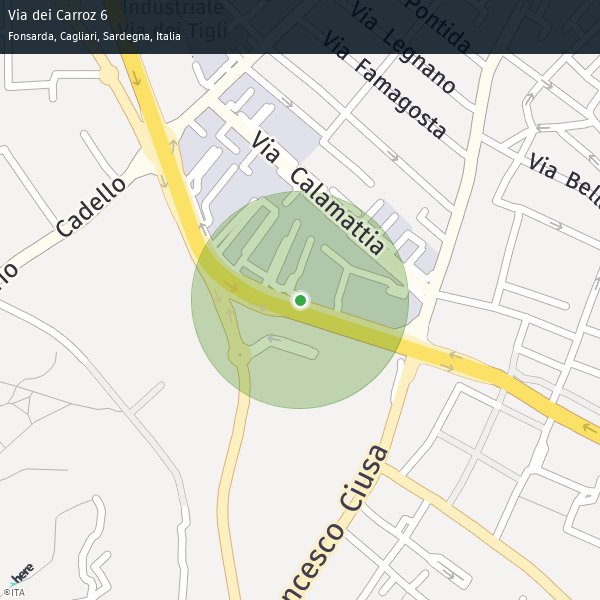 Via dei Carroz 6
Fonsarda, Cagliari, Sardegna, Italia
Industriale
Via dei Tigli
Pontida
Via Legnano
Via Famagosta
Via Calamattia
Via Bell
Cadello
io
ncesco Ciusa
here
©ITA